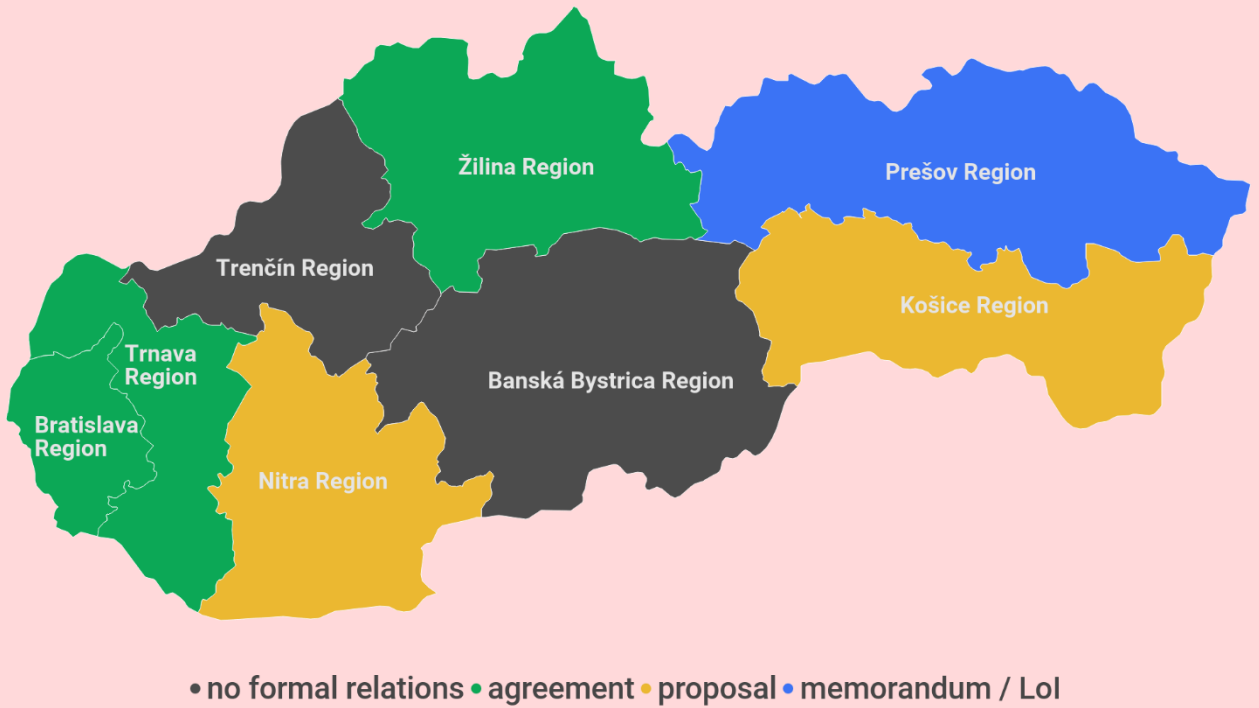 Žilina Region
Prešov Region
Trenčín Region
Košice Region
Trnava
Region
Banská Bystrica Region
Bratislava
Region
Nitra Region
• no formal relations • agreement • proposal • memorandum / LoI